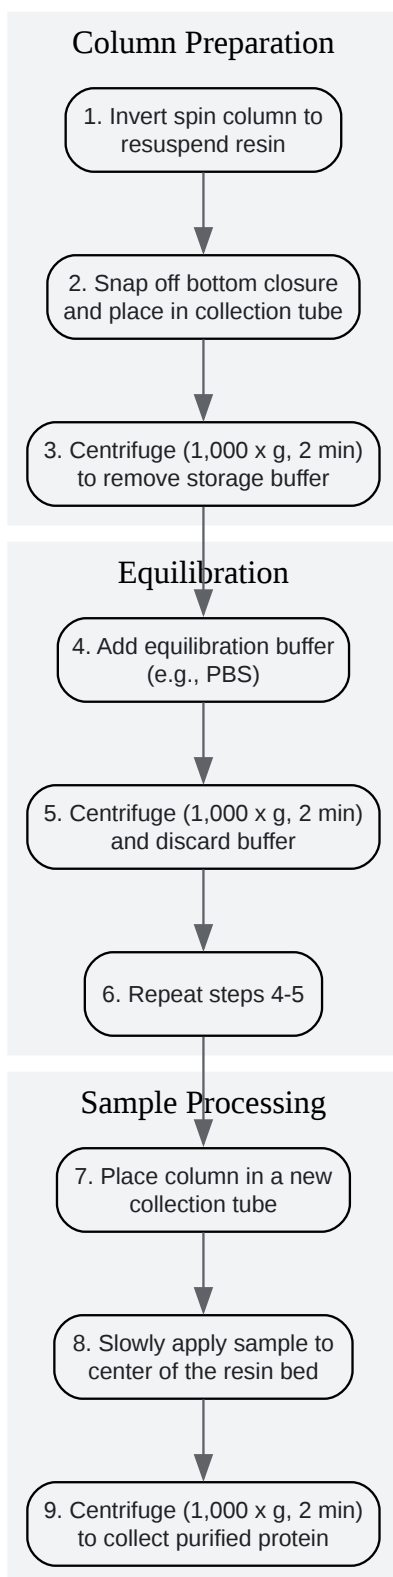 Column Preparation
1. Invert spin column to
resuspend resin
2. Snap off bottom closure
and place in collection tube
3. Centrifuge (1,000 x g, 2 min)
to remove storage buffer
Equilibration
4. Add equilibration buffer
(e.g., PBS)
5. Centrifuge (1,000 x g, 2 min)
and discard buffer
6. Repeat steps 4-5
Sample Processing
7. Place column in a new
collection tube
8. Slowly apply sample to
center of the resin bed
9. Centrifuge (1,000 x g, 2 min)
to collect purified protein